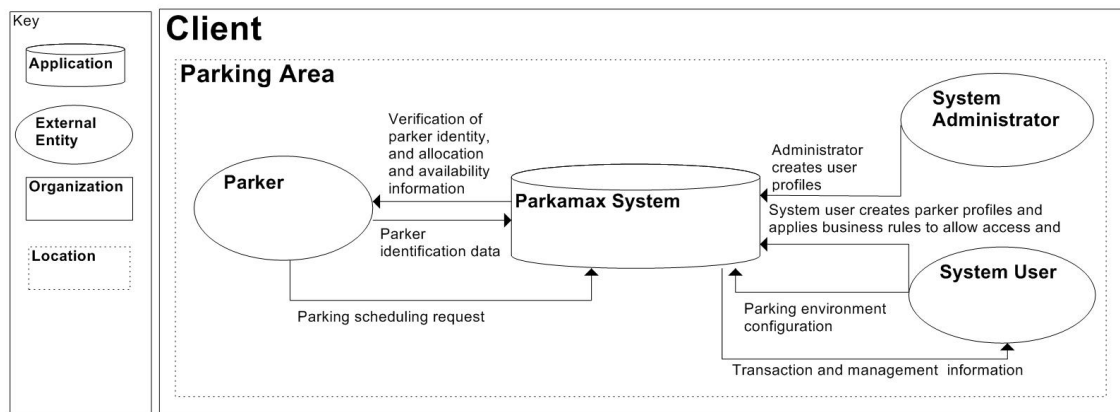 Key
Application
External
Entity
Organization
Location
Client
Parking Area
Verification of
parker identity,
and allocation
and availability
information
Parker
Parker
identification data
Parking scheduling request
Parkamax System
System
Administrator
Administrator
creates user
profiles
System user creates parker profiles and
applies business rules to allow access and
System User
Parking environment
configuration
Transaction and management information